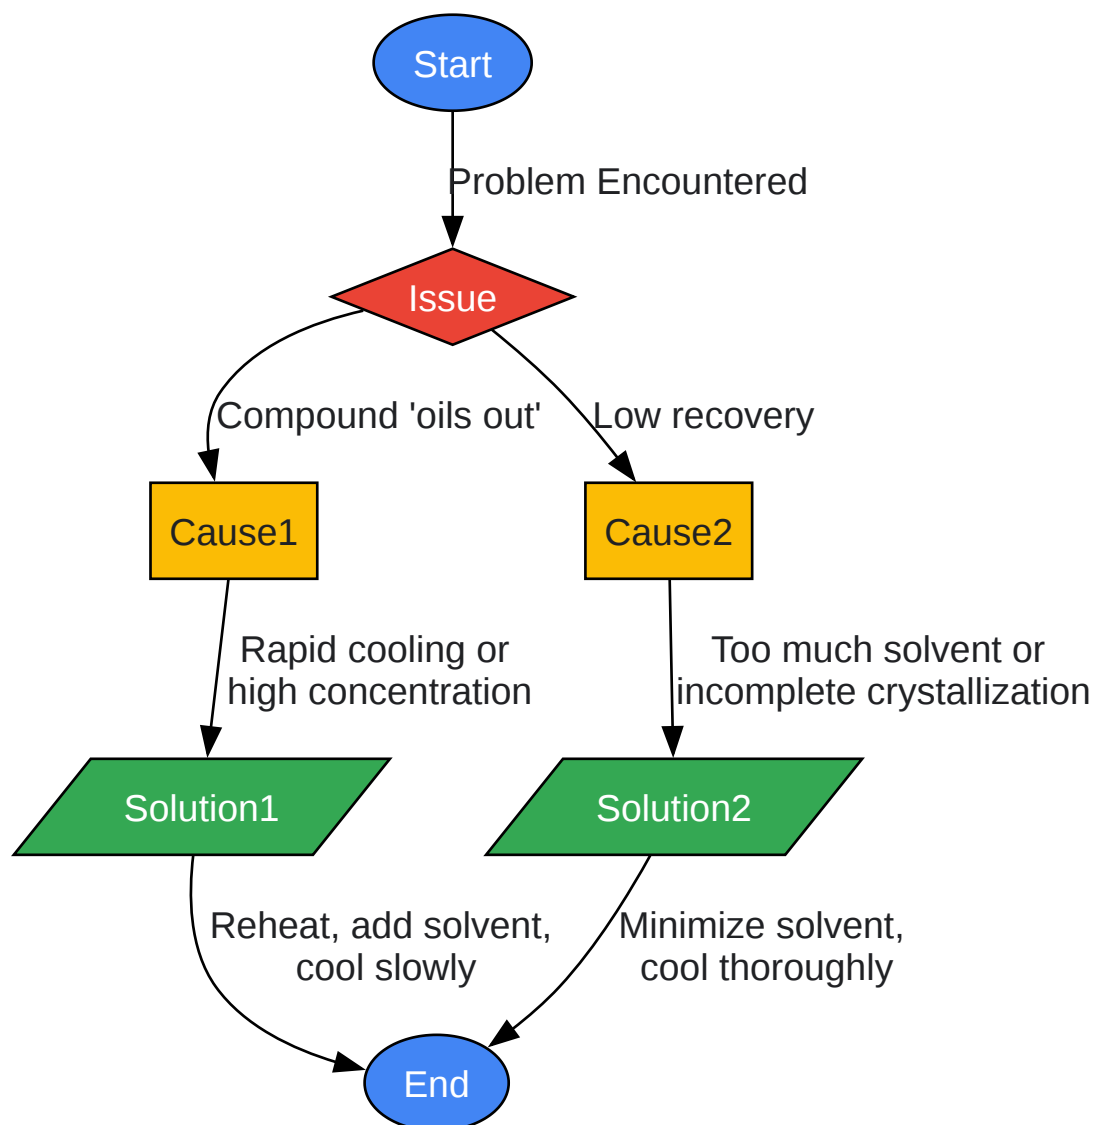 Start
Problem Encountered
Issue
Compound 'oils out'
Low recovery
Cause1
Cause2
Rapid cooling or
high concentration
Too much solvent or
incomplete crystallization
Solution1
Solution2
Reheat, add solvent,
cool slowly
Minimize solvent,
cool thoroughly
End